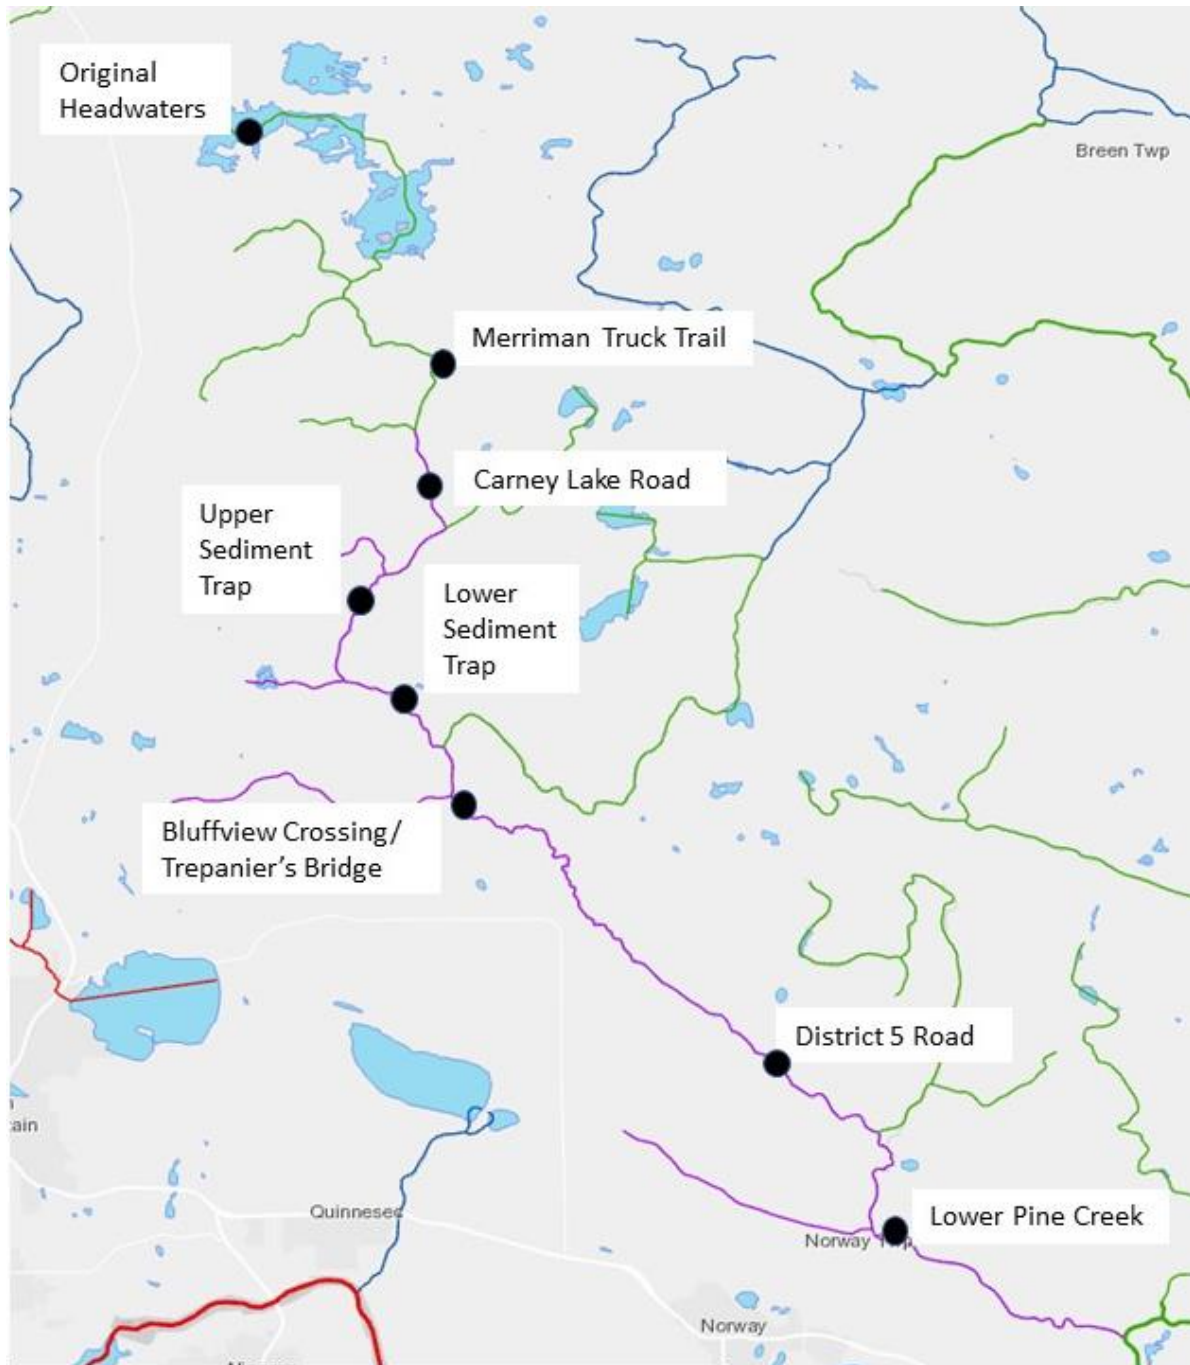 Original
Headwaters
Breen Twp
Merriman Truck Trail
Carney Lake Road
Upper
Sediment
Trap
Lower
Sediment
Trap
Bluffview Crossing/
Trepanier's Bridge
District 5 Road
ain
Quinnesec
Lower Pine Creek
Norway Twp
Norway